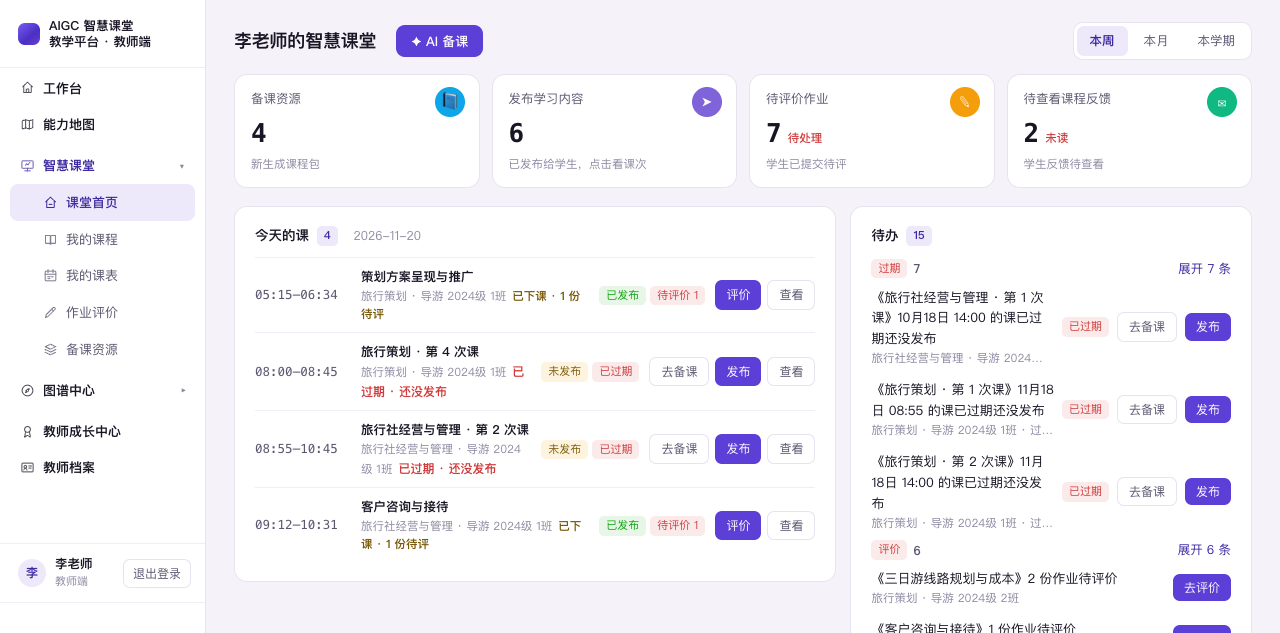 AIGC 智慧课堂
教学平台 · 教师端
工作台
能力地图
智慧课堂
课堂首页
我的课程
我的课表
作业评价
备课资源
图谱中心
教师成长中心
教师档案
李
李老师
教师端
退出登录
李老师的智慧课堂
✦ AI 备课
本周 本月 本学期
备课资源
4
新生成课程包
发布学习内容
6
已发布给学生，点击看课次
待评价作业
7 待处理
学生已提交待评
待查看课程反馈
2 未读
学生反馈待查看
今天的课 4 2026-11-20
05:15—06:34
策划方案呈现与推广
旅行策划 · 导游 2024级 1班 已下课 · 1 份
待评
已发布 待评价 1 评价 查看
08:00—08:45
旅行策划 · 第 4 次课
旅行策划 · 导游 2024级 1班 已
过期 · 还没发布
未发布 已过期 去备课 发布 查看
08:55—10:45
旅行社经营与管理 · 第 2 次课
旅行社经营与管理 · 导游 2024
级 1班 已过期 · 还没发布
未发布 已过期 去备课 发布 查看
09:12—10:31
客户咨询与接待
旅行社经营与管理 · 导游 2024级 1班 已下
课 · 1 份待评
已发布 待评价 1 评价 查看
待办 15
过期 7 展开 7 条
《旅行社经营与管理 · 第 1 次
课》10月18日 14:00 的课已过
期还没发布
旅行社经营与管理 · 导游 2024…
已过期 去备课 发布
《旅行策划 · 第 1 次课》11月18
日 08:55 的课已过期还没发布
旅行策划 · 导游 2024级 1班 · 过…
已过期 去备课 发布
《旅行策划 · 第 2 次课》11月
18日 14:00 的课已过期还没发
布
旅行策划 · 导游 2024级 1班 · 过…
已过期 去备课 发布
评价 6 展开 6 条
《三日游线路规划与成本》2 份作业待评价
旅行策划 · 导游 2024级 2班
去评价
《客户咨询与接待》1 份作业待评价